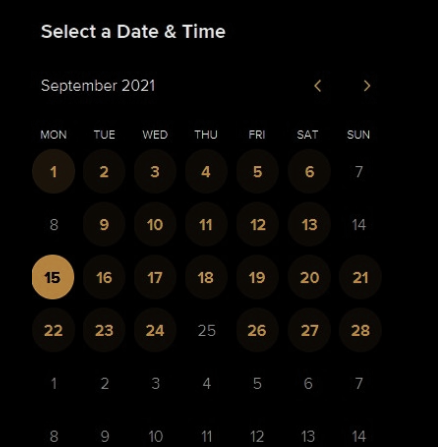 Select a Date & Time
September 2021
MON TUE WED THU FRI SAT SUN
1 2 3 4 5 6 7
8 9 10 11 12 13 14
15 16 17 18 19 20 21
22 23 24 25 26 27 28
1 2 3 4 5 6 7
8 9 10 11 12 13 14